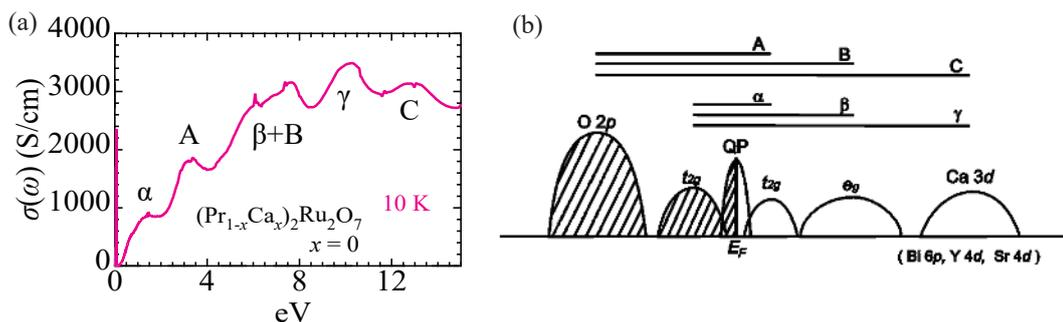 (a)
4000
3000
2000
1000
0
σ(ω) (S/cm)
α
A
β+B
γ
C
(Pr1-xCax)2Ru2O7
x = 0
10 K
0
4
8
12
eV
(b)
A
B
C
α
β
γ
O 2p
t2g
QP
t2g
eg
Ca 3d
EF
( Bi 6p, Y 4d, Sr 4d )